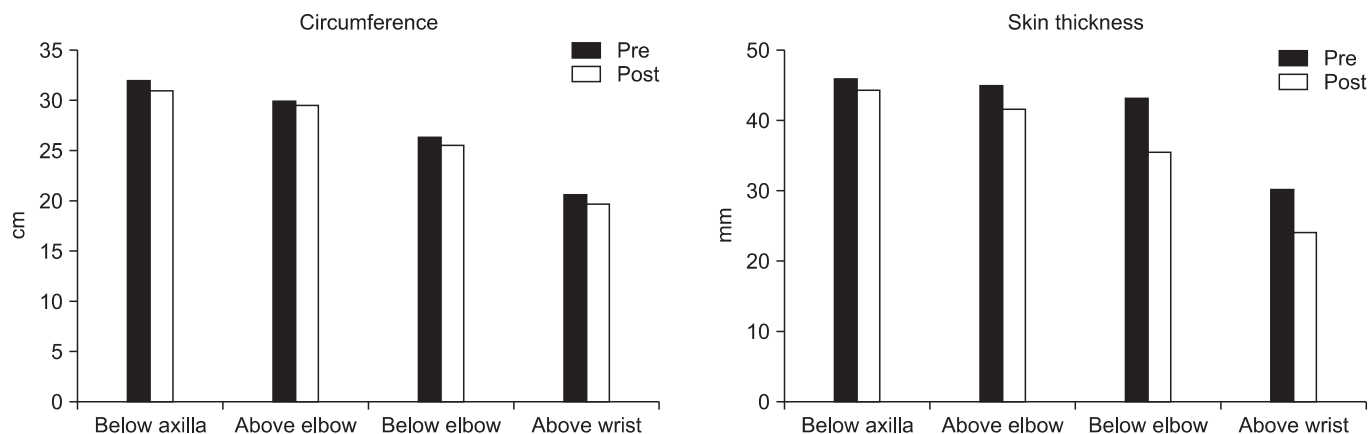 Circumference
35
30
25
20
15
10
5
0
cm
Pre
Post
Below axilla
Above elbow
Below elbow
Above wrist
Skin thickness
50
40
30
20
10
0
mm
Pre
Post
Below axilla
Above elbow
Below elbow
Above wrist